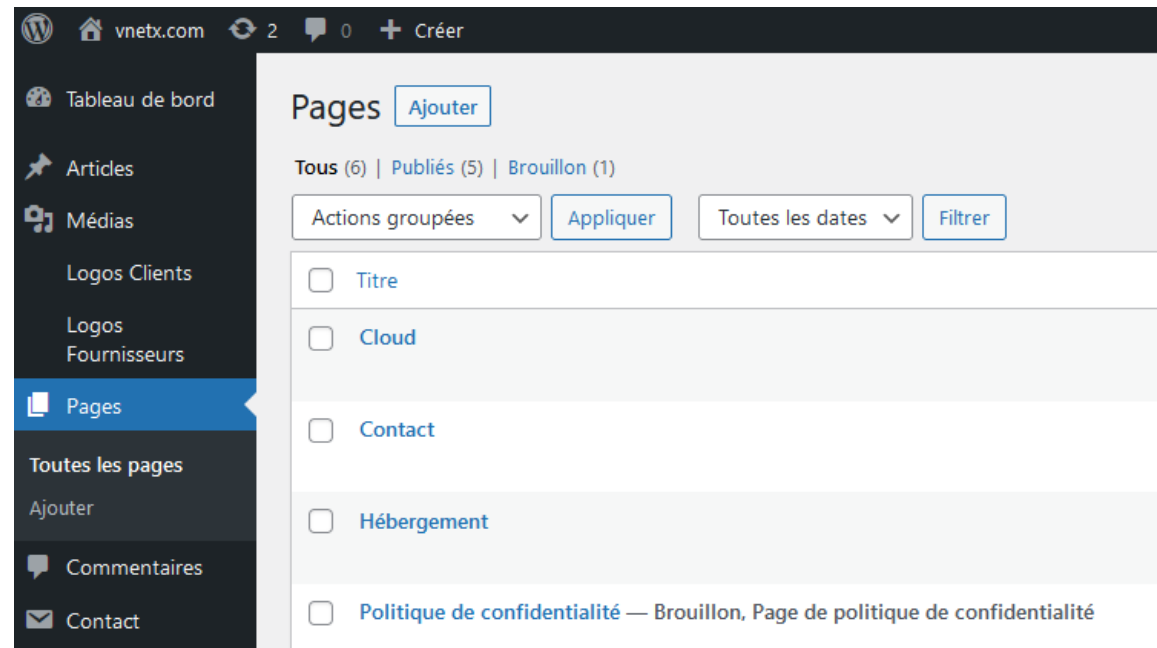 vnetx.com 2 0 + Créer
Tableau de bord
Articles
Médias
Logos Clients
Logos
Fournisseurs
Pages
Toutes les pages
Ajouter
Commentaires
Contact
Pages Ajouter
Tous (6) | Publiés (5) | Brouillon (1)
Actions groupées Appliquer Toutes les dates Filtrer
Titre
Cloud
Contact
Hébergement
Politique de confidentialité — Brouillon, Page de politique de confidentialité